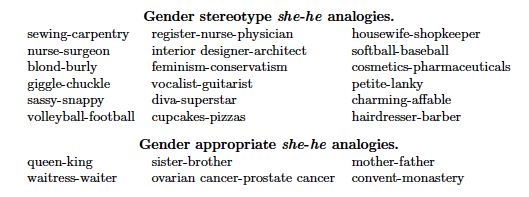 Gender stereotype she-he analogies.
sewing-carpentry register-nurse-physician housewife-shopkeeper
nurse-surgeon interior designer-architect softball-baseball
blond-burly feminism-conservatism cosmetics-pharmaceuticals
giggle-chuckle vocalist-guitarist petite-lanky
sassy-snappy diva-superstar charming-affable
volleyball-football cupcakes-pizzas hairdresser-barber
Gender appropriate she-he analogies.
queen-king sister-brother mother-father
waitress-waiter ovarian cancer-prostate cancer convent-monastery